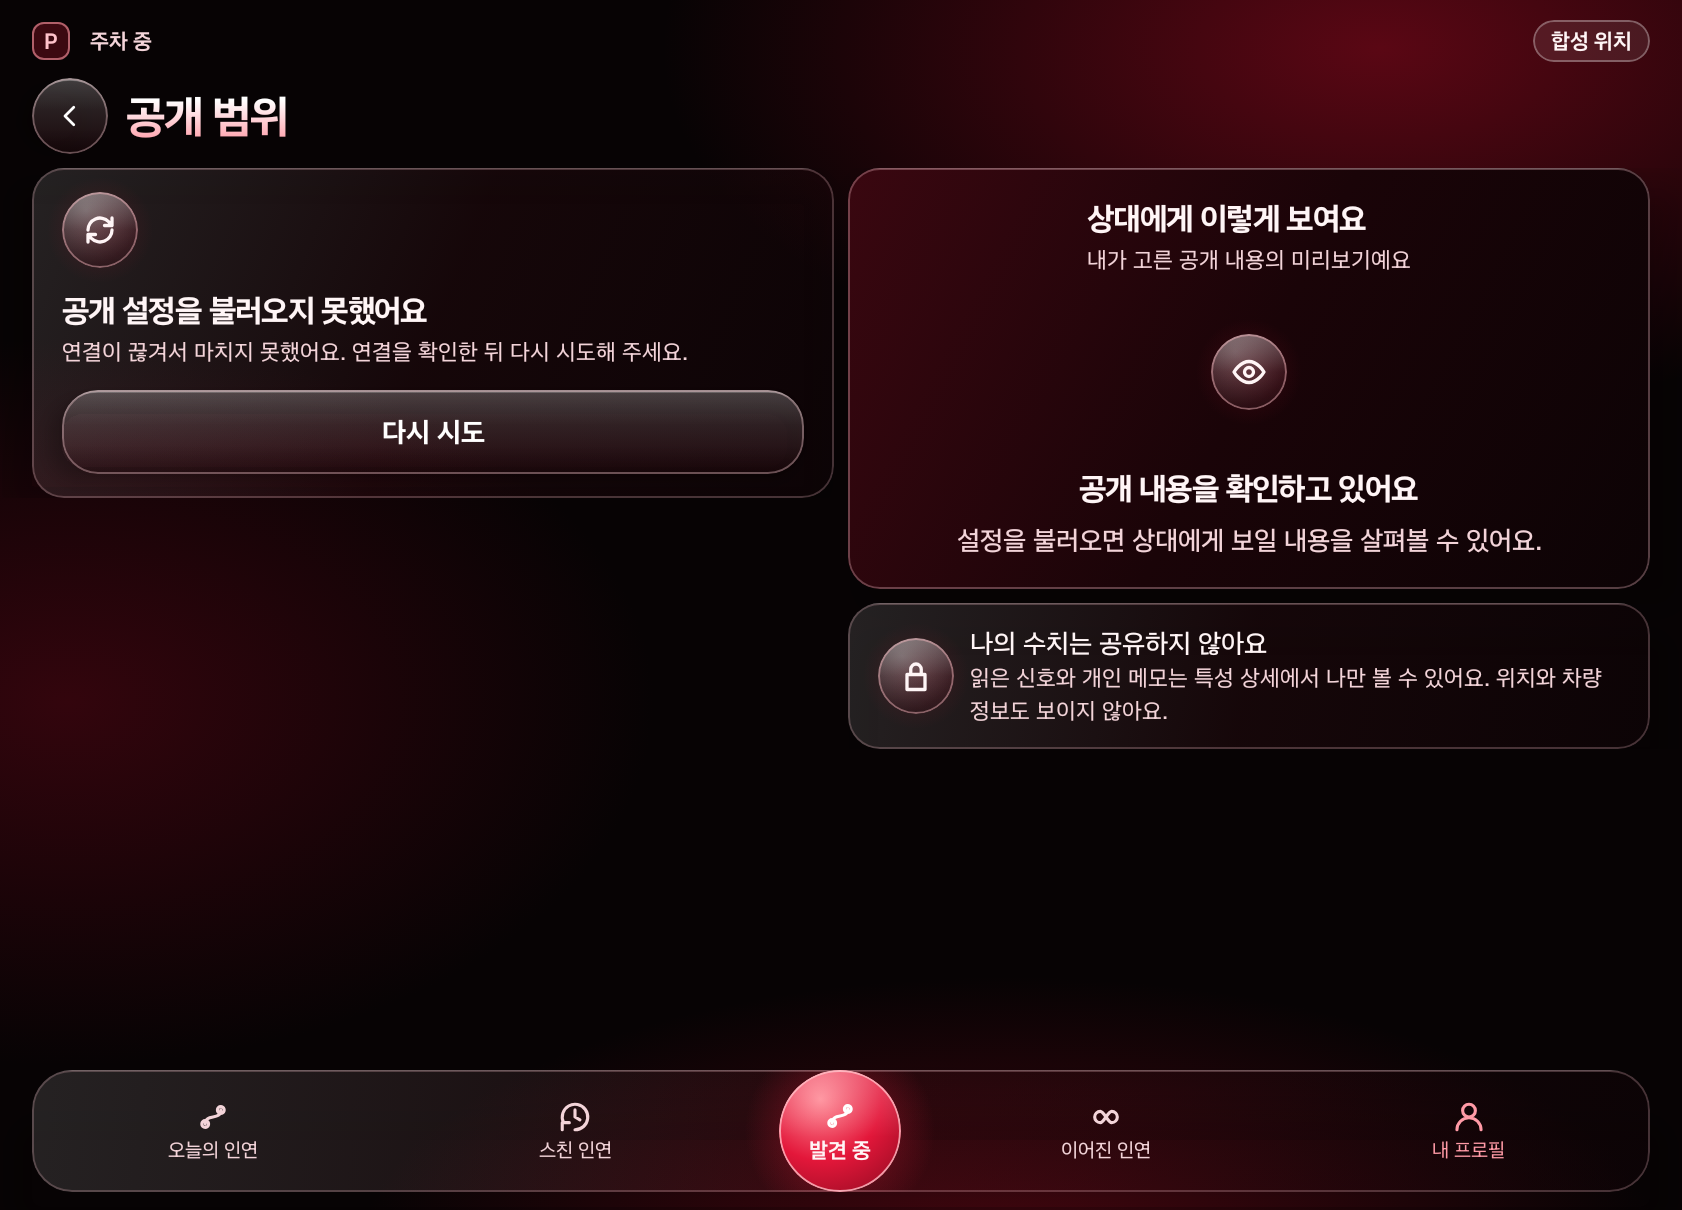 P 주차 중
합성 위치
공개 범위
공개 설정을 불러오지 못했어요
연결이 끊겨서 마치지 못했어요. 연결을 확인한 뒤 다시 시도해 주세요.
다시 시도
상대에게 이렇게 보여요
내가 고른 공개 내용의 미리보기예요
공개 내용을 확인하고 있어요
설정을 불러오면 상대에게 보일 내용을 살펴볼 수 있어요.
나의 수치는 공유하지 않아요
읽은 신호와 개인 메모는 특성 상세에서 나만 볼 수 있어요. 위치와 차량
정보도 보이지 않아요.
오늘의 인연
스친 인연
발견 중
이어진 인연
내 프로필